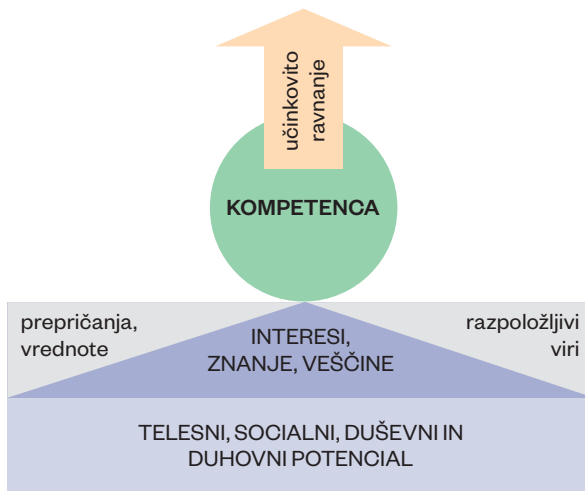 učinkovito
ravnanje
KOMPETENCA
prepričanja,
vrednote
INTERESI,
ZNANJE, VEŠČINE
razpoložljivi
viri
TELESNI, SOCIALNI, DUŠEVNI IN
DUHOVNI POTENCIAL